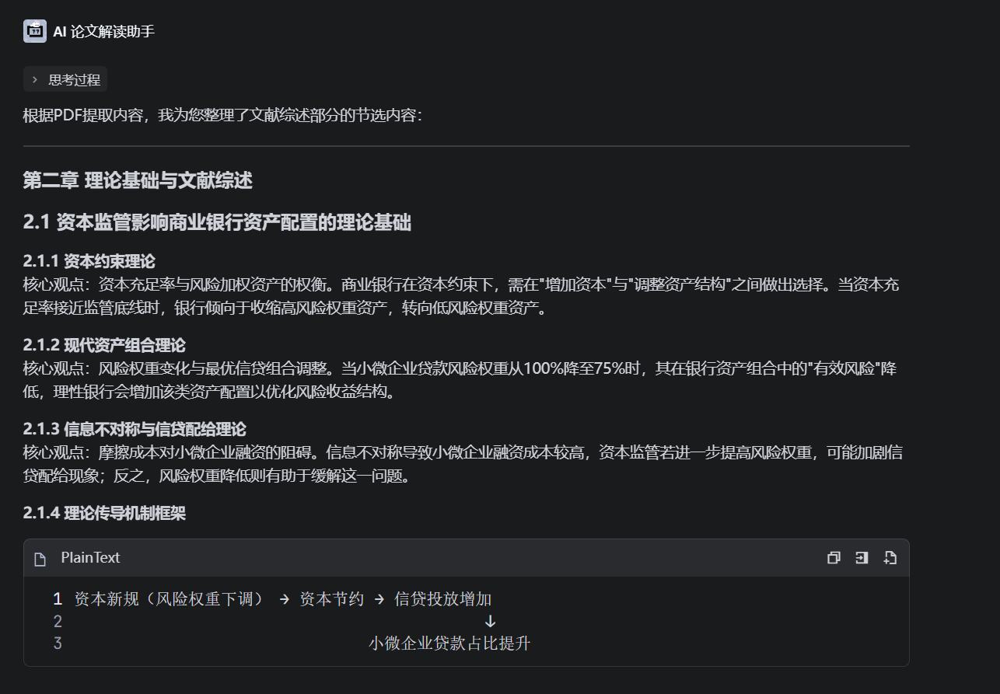 AI 论文解读助手
思考过程
根据PDF提取内容，我为您整理了文献综述部分的节选内容：
第二章 理论基础与文献综述
2.1 资本监管影响商业银行资产配置的理论基础
2.1.1 资本约束理论
核心观点：资本充足率与风险加权资产的权衡。商业银行在资本约束下，需在"增加资本"与"调整资产结构"之间做出选择。当资本充
足率接近监管底线时，银行倾向于收缩高风险权重资产，转向低风险权重资产。
2.1.2 现代资产组合理论
核心观点：风险权重变化与最优信贷组合调整。当小微企业贷款风险权重从100%降至75%时，其在银行资产组合中的"有效风险"降
低，理性银行会增加该类资产配置以优化风险收益结构。
2.1.3 信息不对称与信贷配给理论
核心观点：摩擦成本对小微企业融资的阻碍。信息不对称导致小微企业融资成本较高，资本监管若进一步提高风险权重，可能加剧信
贷配给现象；反之，风险权重降低则有助于缓解这一问题。
2.1.4 理论传导机制框架
PlainText
1 资本新规（风险权重下调） → 资本节约 → 信贷投放增加
2 ↓
3 小微企业贷款占比提升